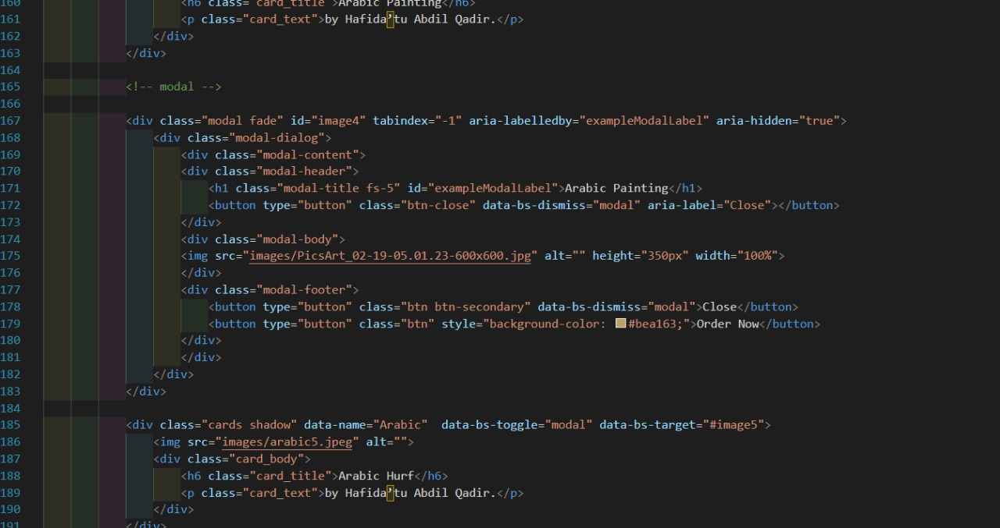 160 <h6 class="card_title">Arabic Painting</h6>
161 <p class="card_text">by Hafida’tu Abdil Qadir.</p>
162 </div>
163 </div>
164
165 <!-- modal -->
166
167 <div class="modal fade" id="image4" tabindex="-1" aria-labelledby="exampleModalLabel" aria-hidden="true">
168 <div class="modal-dialog">
169 <div class="modal-content">
170 <div class="modal-header">
171 <h1 class="modal-title fs-5" id="exampleModalLabel">Arabic Painting</h1>
172 <button type="button" class="btn-close" data-bs-dismiss="modal" aria-label="Close"></button>
173 </div>
174 <div class="modal-body">
175 <img src="images/PicsArt_02-19-05.01.23-600x600.jpg" alt="" height="350px" width="100%">
176 </div>
177 <div class="modal-footer">
178 <button type="button" class="btn btn-secondary" data-bs-dismiss="modal">Close</button>
179 <button type="button" class="btn" style="background-color: #bea163;">Order Now</button>
180 </div>
181 </div>
182 </div>
183 </div>
184
185 <div class="cards shadow" data-name="Arabic"  data-bs-toggle="modal" data-bs-target="#image5">
186 <img src="images/arabic5.jpeg" alt="">
187 <div class="card_body">
188 <h6 class="card_title">Arabic Hurf</h6>
189 <p class="card_text">by Hafida’tu Abdil Qadir.</p>
190 </div>
191 </div>